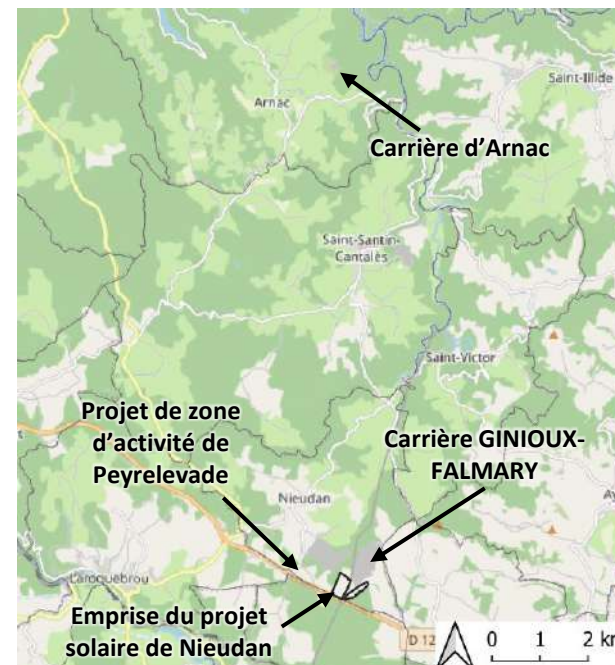 Saint-Illide
Arnac
Carrière d'Arnac
Saint-Santin-
Cantalès
Saint-Victor
Projet de zone
d'activité de
Peyrelevade
Carrière GINIOUX-
FALMARY
Nieudan
Laroquebrou
Emprise du projet
solaire de Nieudan
D 12
0 1 2 km